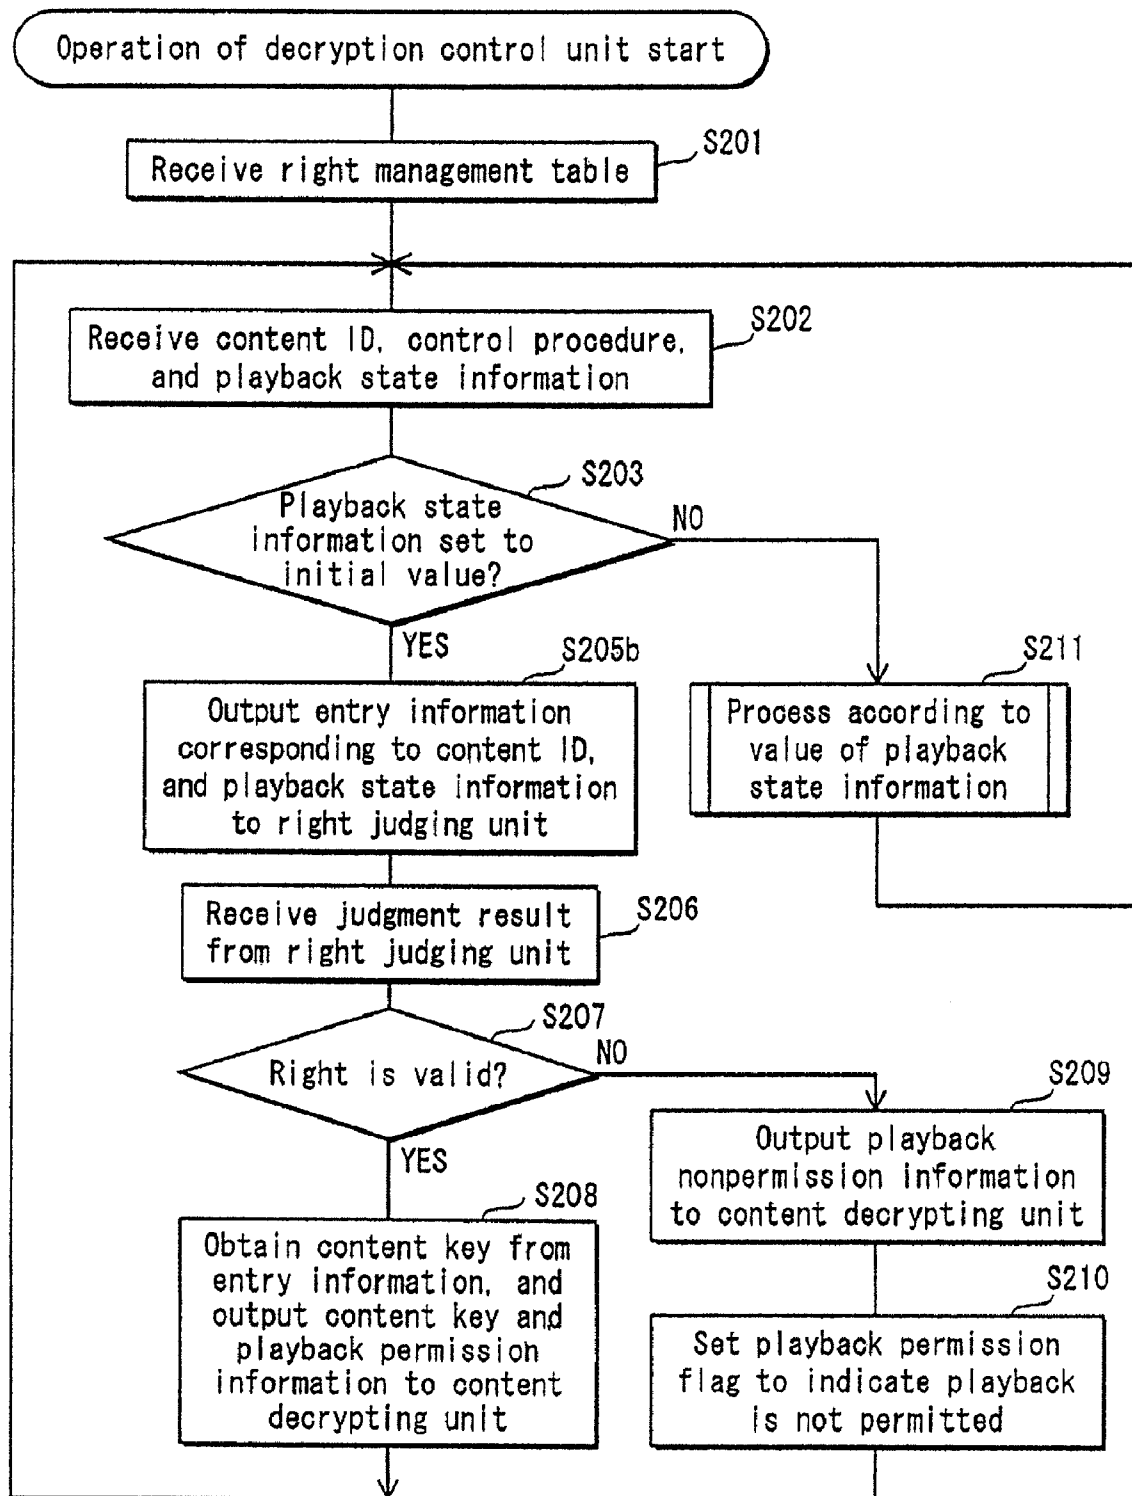 Operation of decryption control unit start
S201
Receive right management table
S202
Receive content ID, control procedure,
and playback state information
S203
Playback state
information set to
initial value?
NO
YES
S205b
Output entry information
corresponding to content ID,
and playback state information
to right judging unit
S211
Process according to
value of playback
state information
S206
Receive judgment result
from right judging unit
S207
Right is valid?
NO
YES
S209
Output playback
nonpermission information
to content decrypting unit
S208
Obtain content key from
entry information, and
output content key and
playback permission
information to content
decrypting unit
S210
Set playback permission
flag to indicate playback
is not permitted